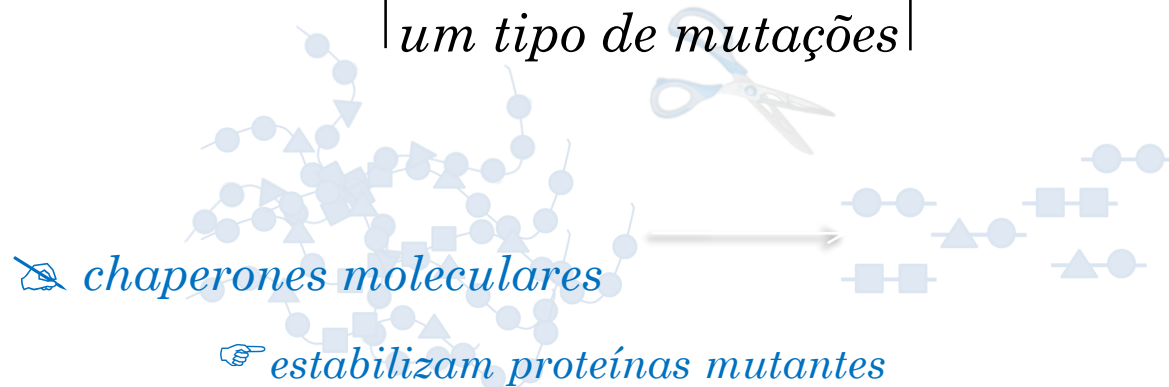 um tipo de mutações
chaperones moleculares
estabilizam proteínas mutantes